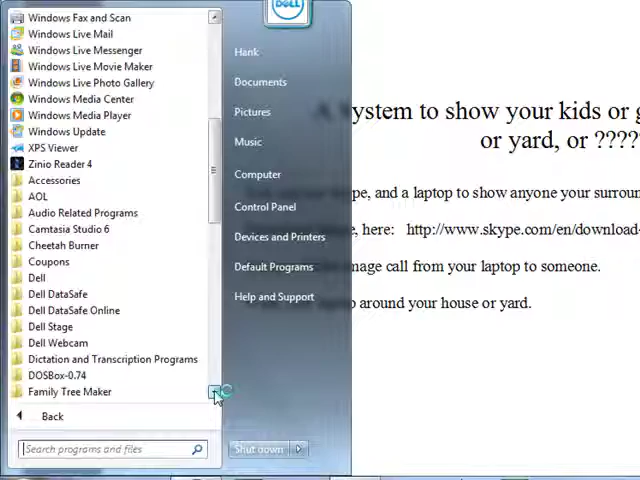 DELL
Windows Fax and Scan
Windows Live Mail
Windows Live Messenger
Windows Live Movie Maker
Windows Live Photo Gallery
Windows Media Center
Windows Media Player
Windows Update
XPS Viewer
Zinio Reader 4
Accessories
AOL
Audio Related Programs
Camtasia Studio 6
Cheetah Burner
Coupons
Dell
Dell DataSafe
Dell DataSafe Online
Dell Stage
Dell Webcam
Dictation and Transcription Programs
DOSBox-0.74
Family Tree Maker
Back
Search programs and files
Hank
Documents
Pictures
Music
Computer
Control Panel
Devices and Printers
Default Programs
Help and Support
Shut down
A System to show your kids or
or yard, or ????
pe, and a laptop to show anyone your
e, here: http://www.skype.com/en/download-
mage call from your laptop to someone.
around your house or yard.